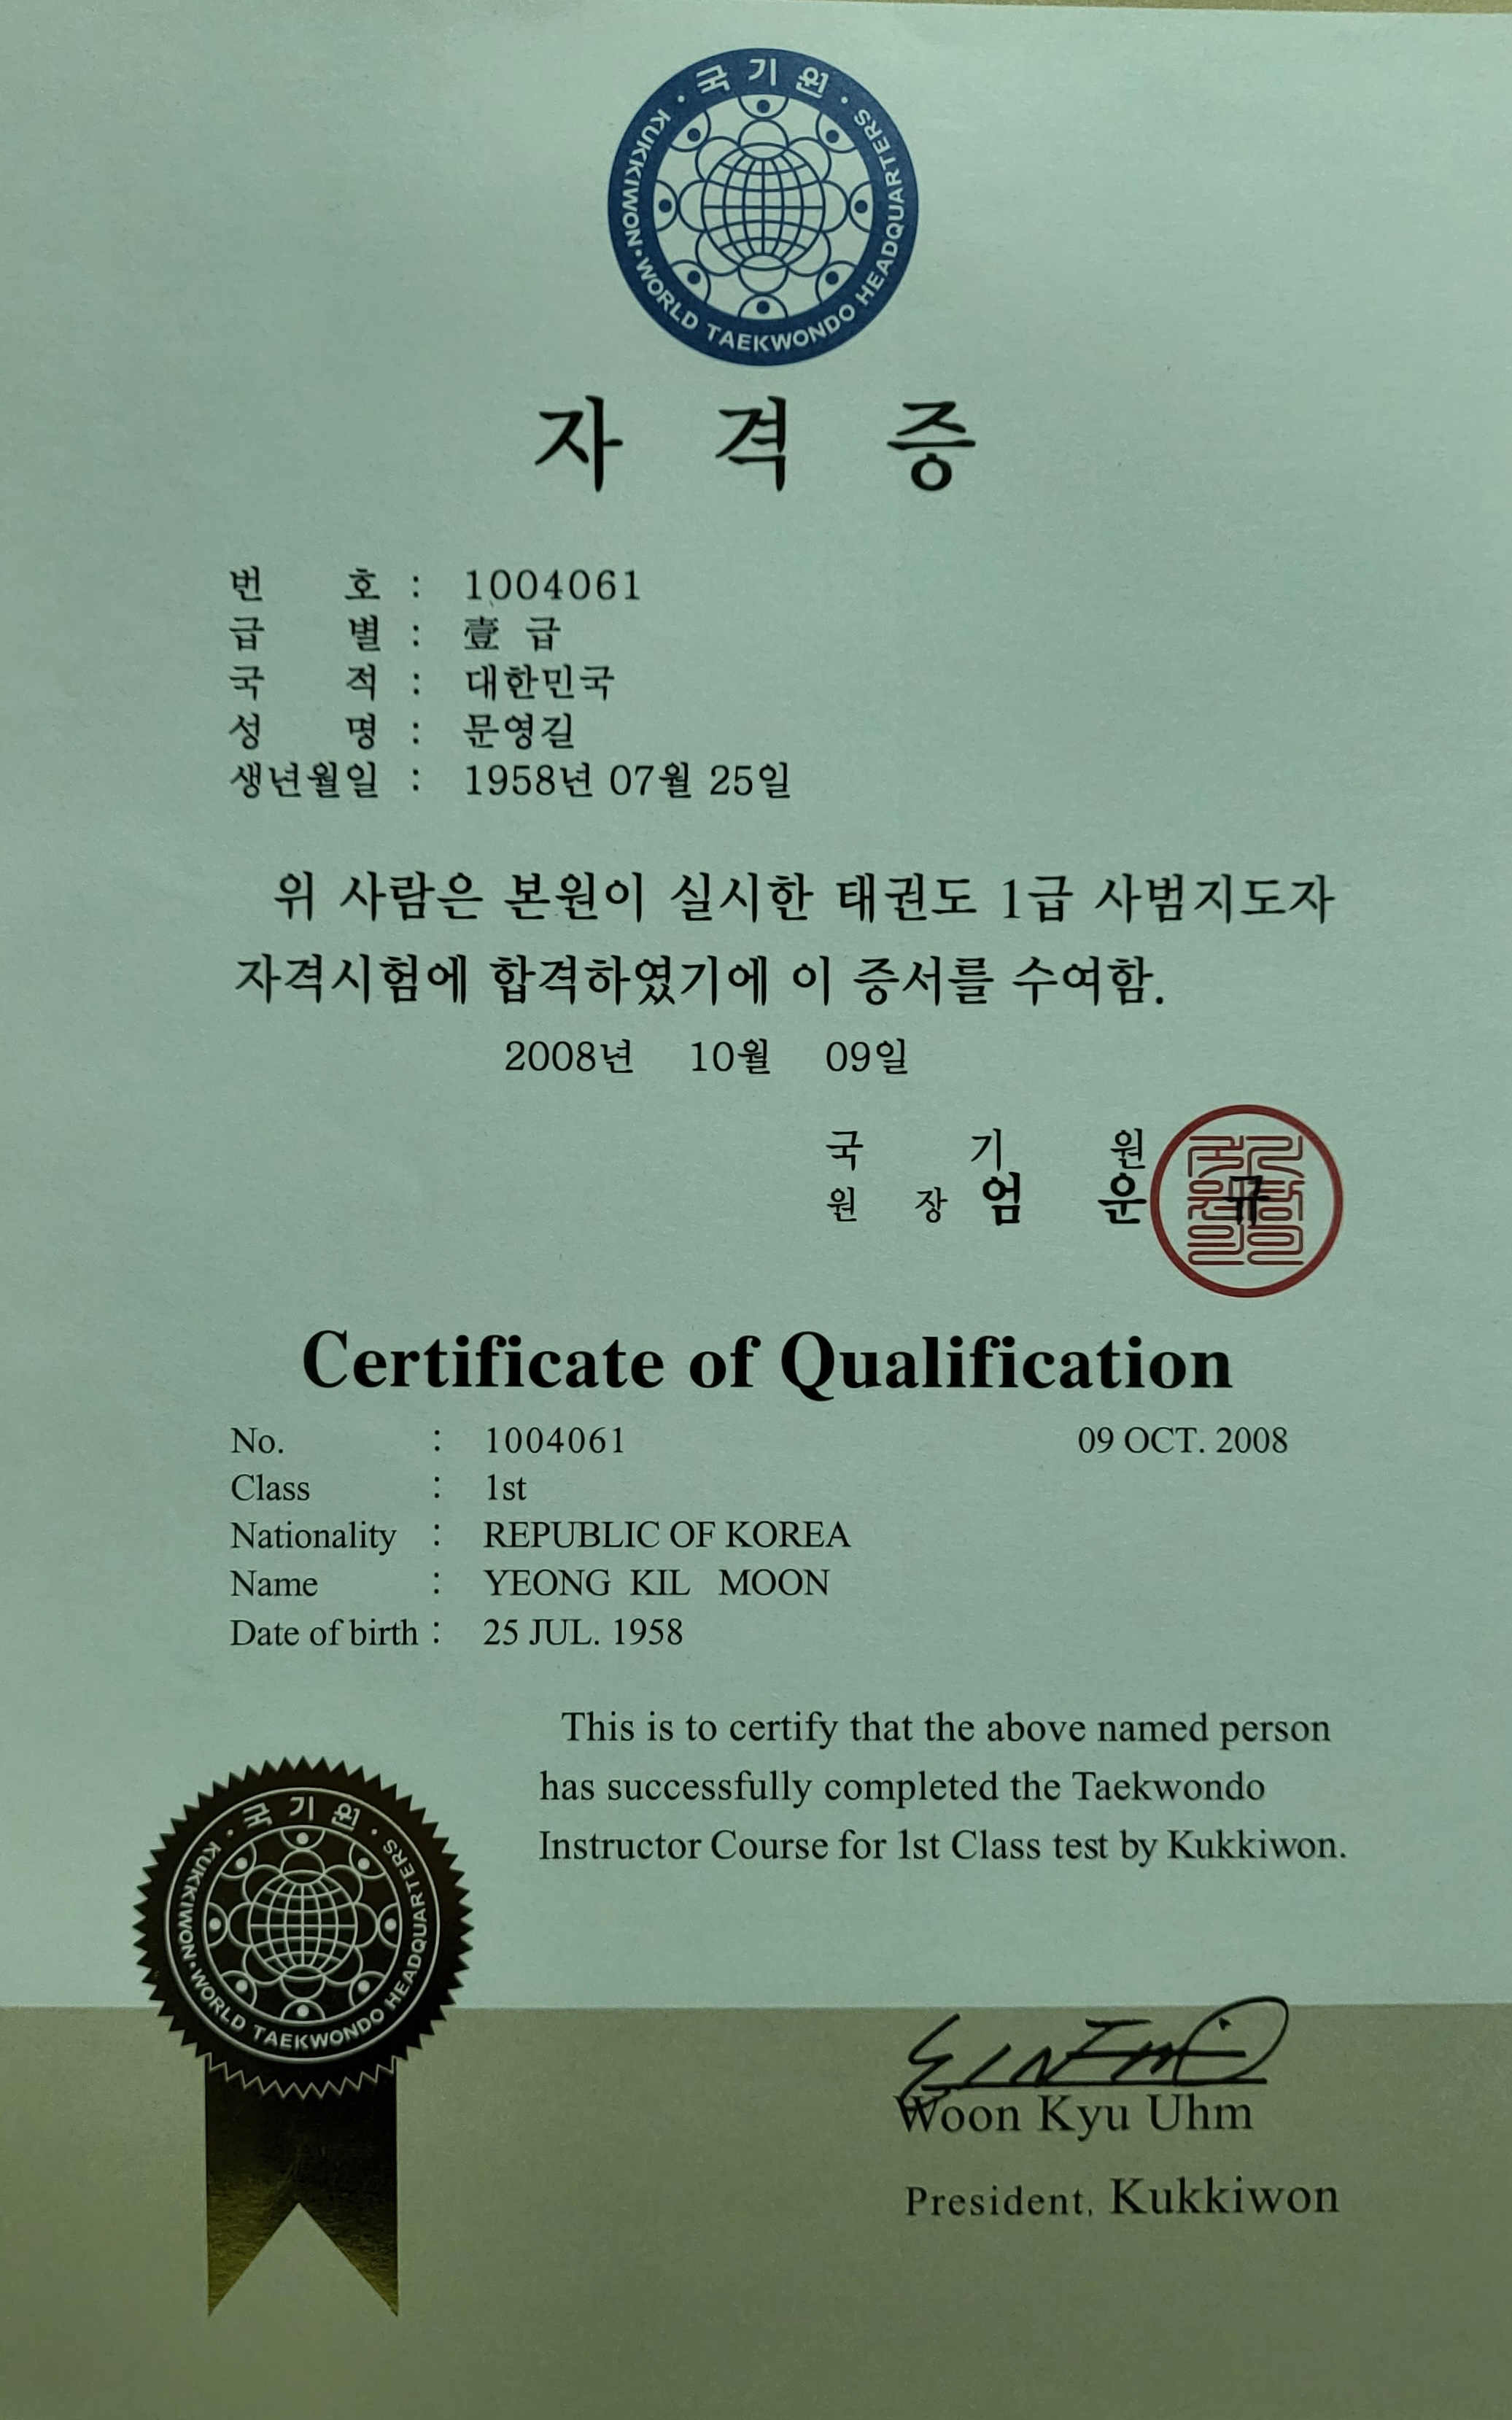 · 국 기 원 ·
KUKKIWON · WORLD TAEKWONDO HEADQUARTERS
자 격 증
번 호 : 1004061
급 별 : 壹 급
국 적 : 대한민국
성 명 : 문영길
생년월일 : 1958년 07월 25일
위 사람은 본원이 실시한 태권도 1급 사범지도자
자격시험에 합격하였기에 이 증서를 수여함.
2008년 10월 09일
국 기 원
원 장 엄 운 규
Certificate of Qualification
No. : 1004061 09 OCT. 2008
Class : 1st
Nationality : REPUBLIC OF KOREA
Name : YEONG KIL MOON
Date of birth : 25 JUL. 1958
This is to certify that the above named person
has successfully completed the Taekwondo
Instructor Course for 1st Class test by Kukkiwon.
· 국 기 원 ·
KUKKIWON · WORLD TAEKWONDO HEADQUARTERS
Woon Kyu Uhm
President, Kukkiwon